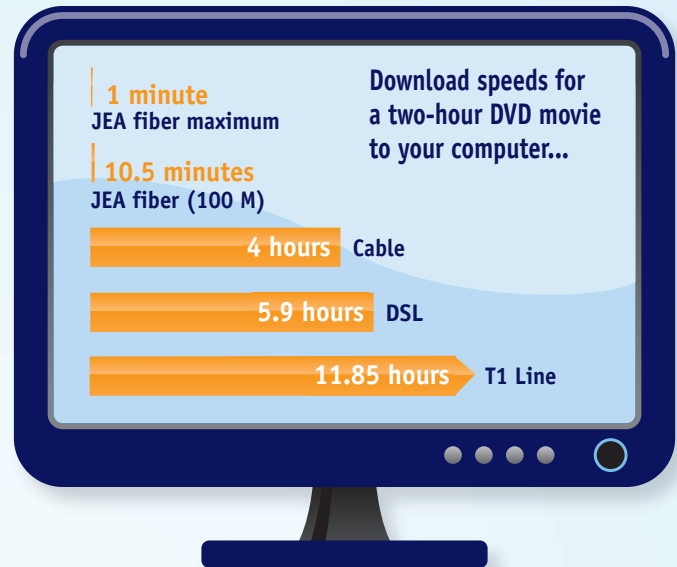 Download speeds for
a two-hour DVD movie
to your computer...
1 minute
JEA fiber maximum
10.5 minutes
JEA fiber (100 M)
4 hours Cable
5.9 hours DSL
11.85 hours T1 Line